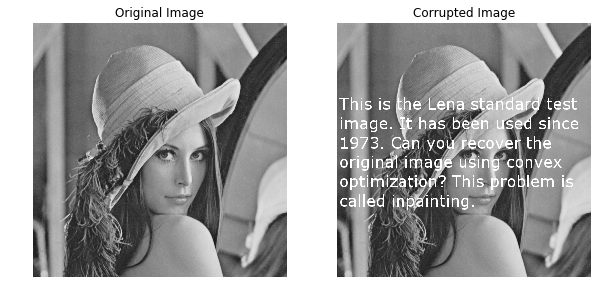 Original Image
Corrupted Image
This is the Lena standard test
image. It has been used since
1973. Can you recover the
original image using convex
optimization? This problem is
called inpainting.